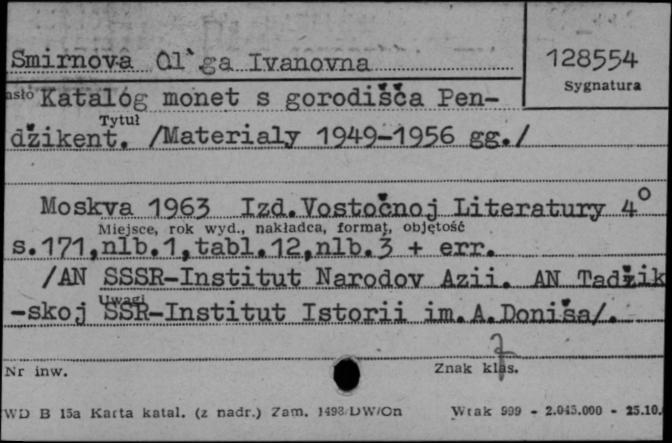 Smirnova Ol`ga Ivanovna
128554
Sygnatura
asło Katalóg monet s gorodišča Pen-
Tytuł
džikent. /Materialy 1949-1956 gg./
Moskva 1963 Izd.Vostočnoj Literatury 4°
Miejsce, rok wyd., nakładca, format, objętość
s.171,nlb.1,tabl.12,nlb.3 + err.
/AN SSSR-Institut Narodov Azii. AN Tadžik
Uwagi
-skoj SSR-Institut Istorii im.A.Doniša/.
Nr inw.
Znak klas.
WD B 15a Karta katal. (z nadr.) Zam. 1498/DW/On
Wtak 999 - 2.045.000 - 25.10.